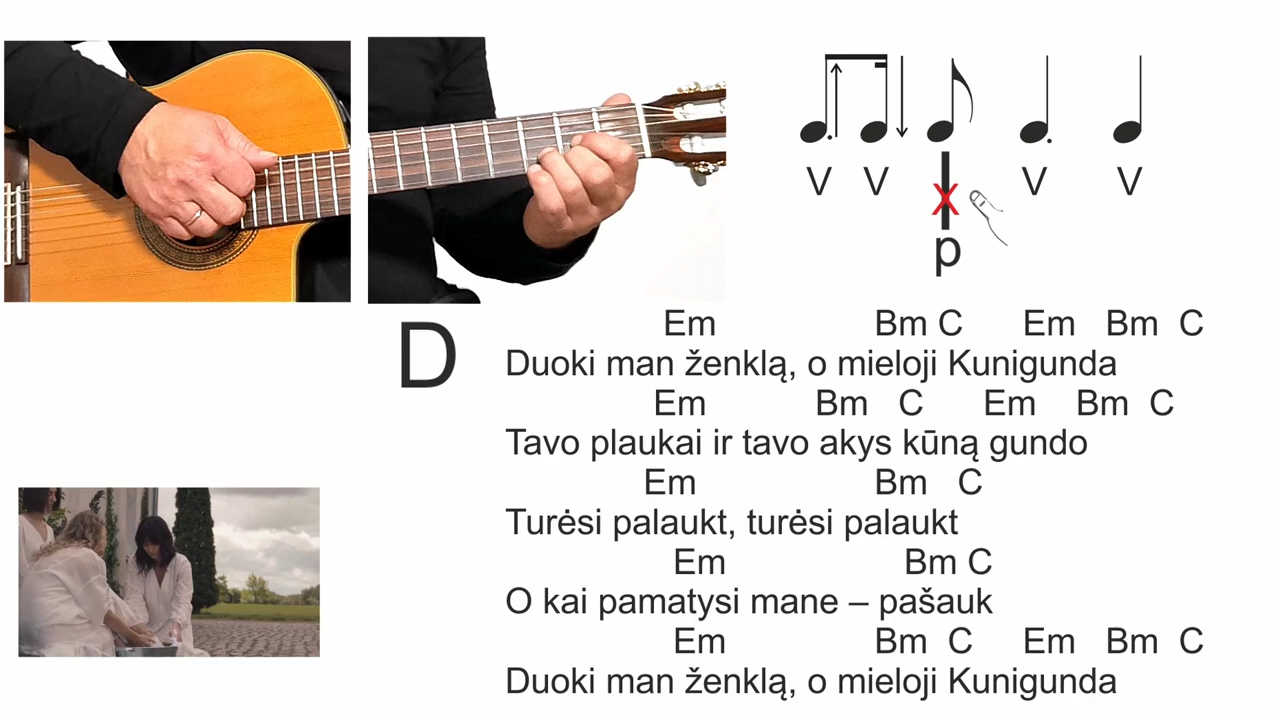 V V X V V
p
D
Em Bm C Em Bm C
Duoki man ženklą, o mieloji Kunigunda
Em Bm C Em Bm C
Tavo plaukai ir tavo akys kūną gundo
Em Bm C
Turėsi palaukt, turėsi palaukt
Em Bm C
O kai pamatysi mane – pašauk
Em Bm C Em Bm C
Duoki man ženklą, o mieloji Kunigunda